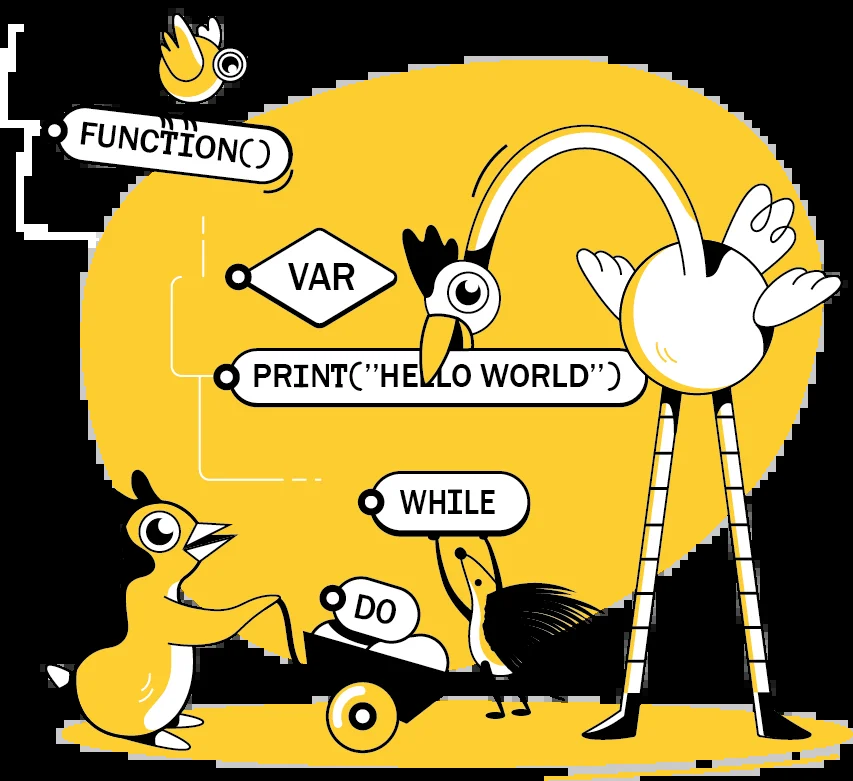 FUNCTION()
VAR
PRINT(’’HELLO WORLD’’)
WHILE
DO